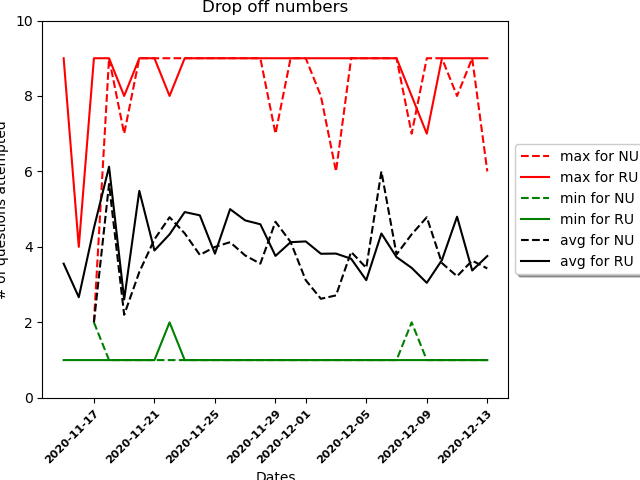 Drop off numbers
# of questions attempted
10
8
6
4
2
0
2020-11-17
2020-11-21
2020-11-25
2020-11-29
2020-12-01
2020-12-05
2020-12-09
2020-12-13
Dates
max for NU
max for RU
min for NU
min for RU
avg for NU
avg for RU